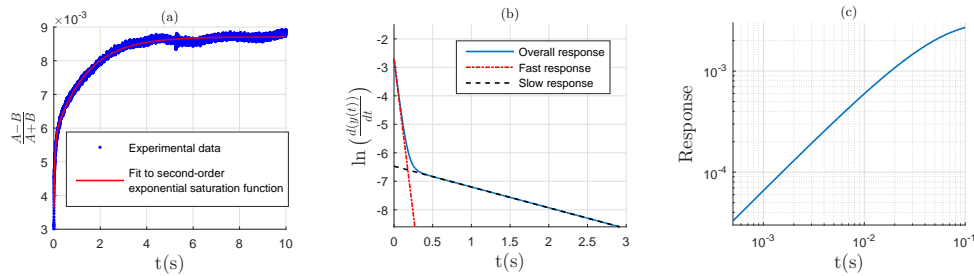 (a)
×10⁻³
9
8
7
6
5
4
3
A−B
A+B
Experimental data
Fit to second-order
exponential saturation function
0 2 4 6 8 10
t(s)
(b)
-2
-3
-4
-5
-6
-7
-8
ln (d(y(t))/dt)
Overall response
Fast response
Slow response
0 0.5 1 1.5 2 2.5 3
t(s)
(c)
10⁻³
10⁻⁴
Response
10⁻³ 10⁻² 10⁻¹
t(s)